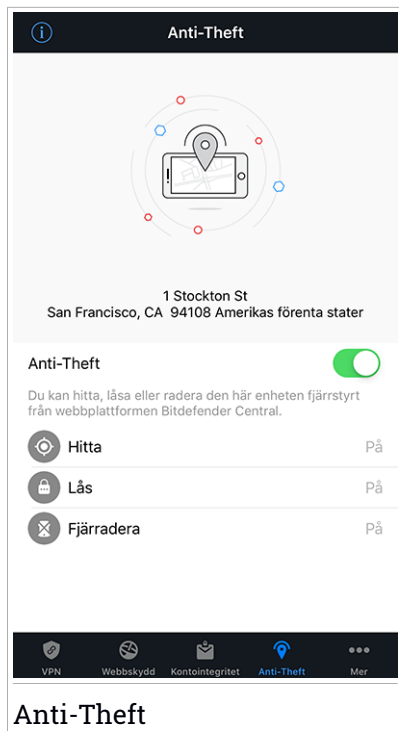 Anti-Theft
1 Stockton St
San Francisco, CA 94108 Amerikas förenta stater
Anti-Theft
Du kan hitta, låsa eller radera den här enheten fjärrstyrt
från webbplattformen Bitdefender Central.
Hitta På
Lås På
Fjärradera På
VPN Webbskydd Kontointegritet Anti-Theft Mer
Anti-Theft